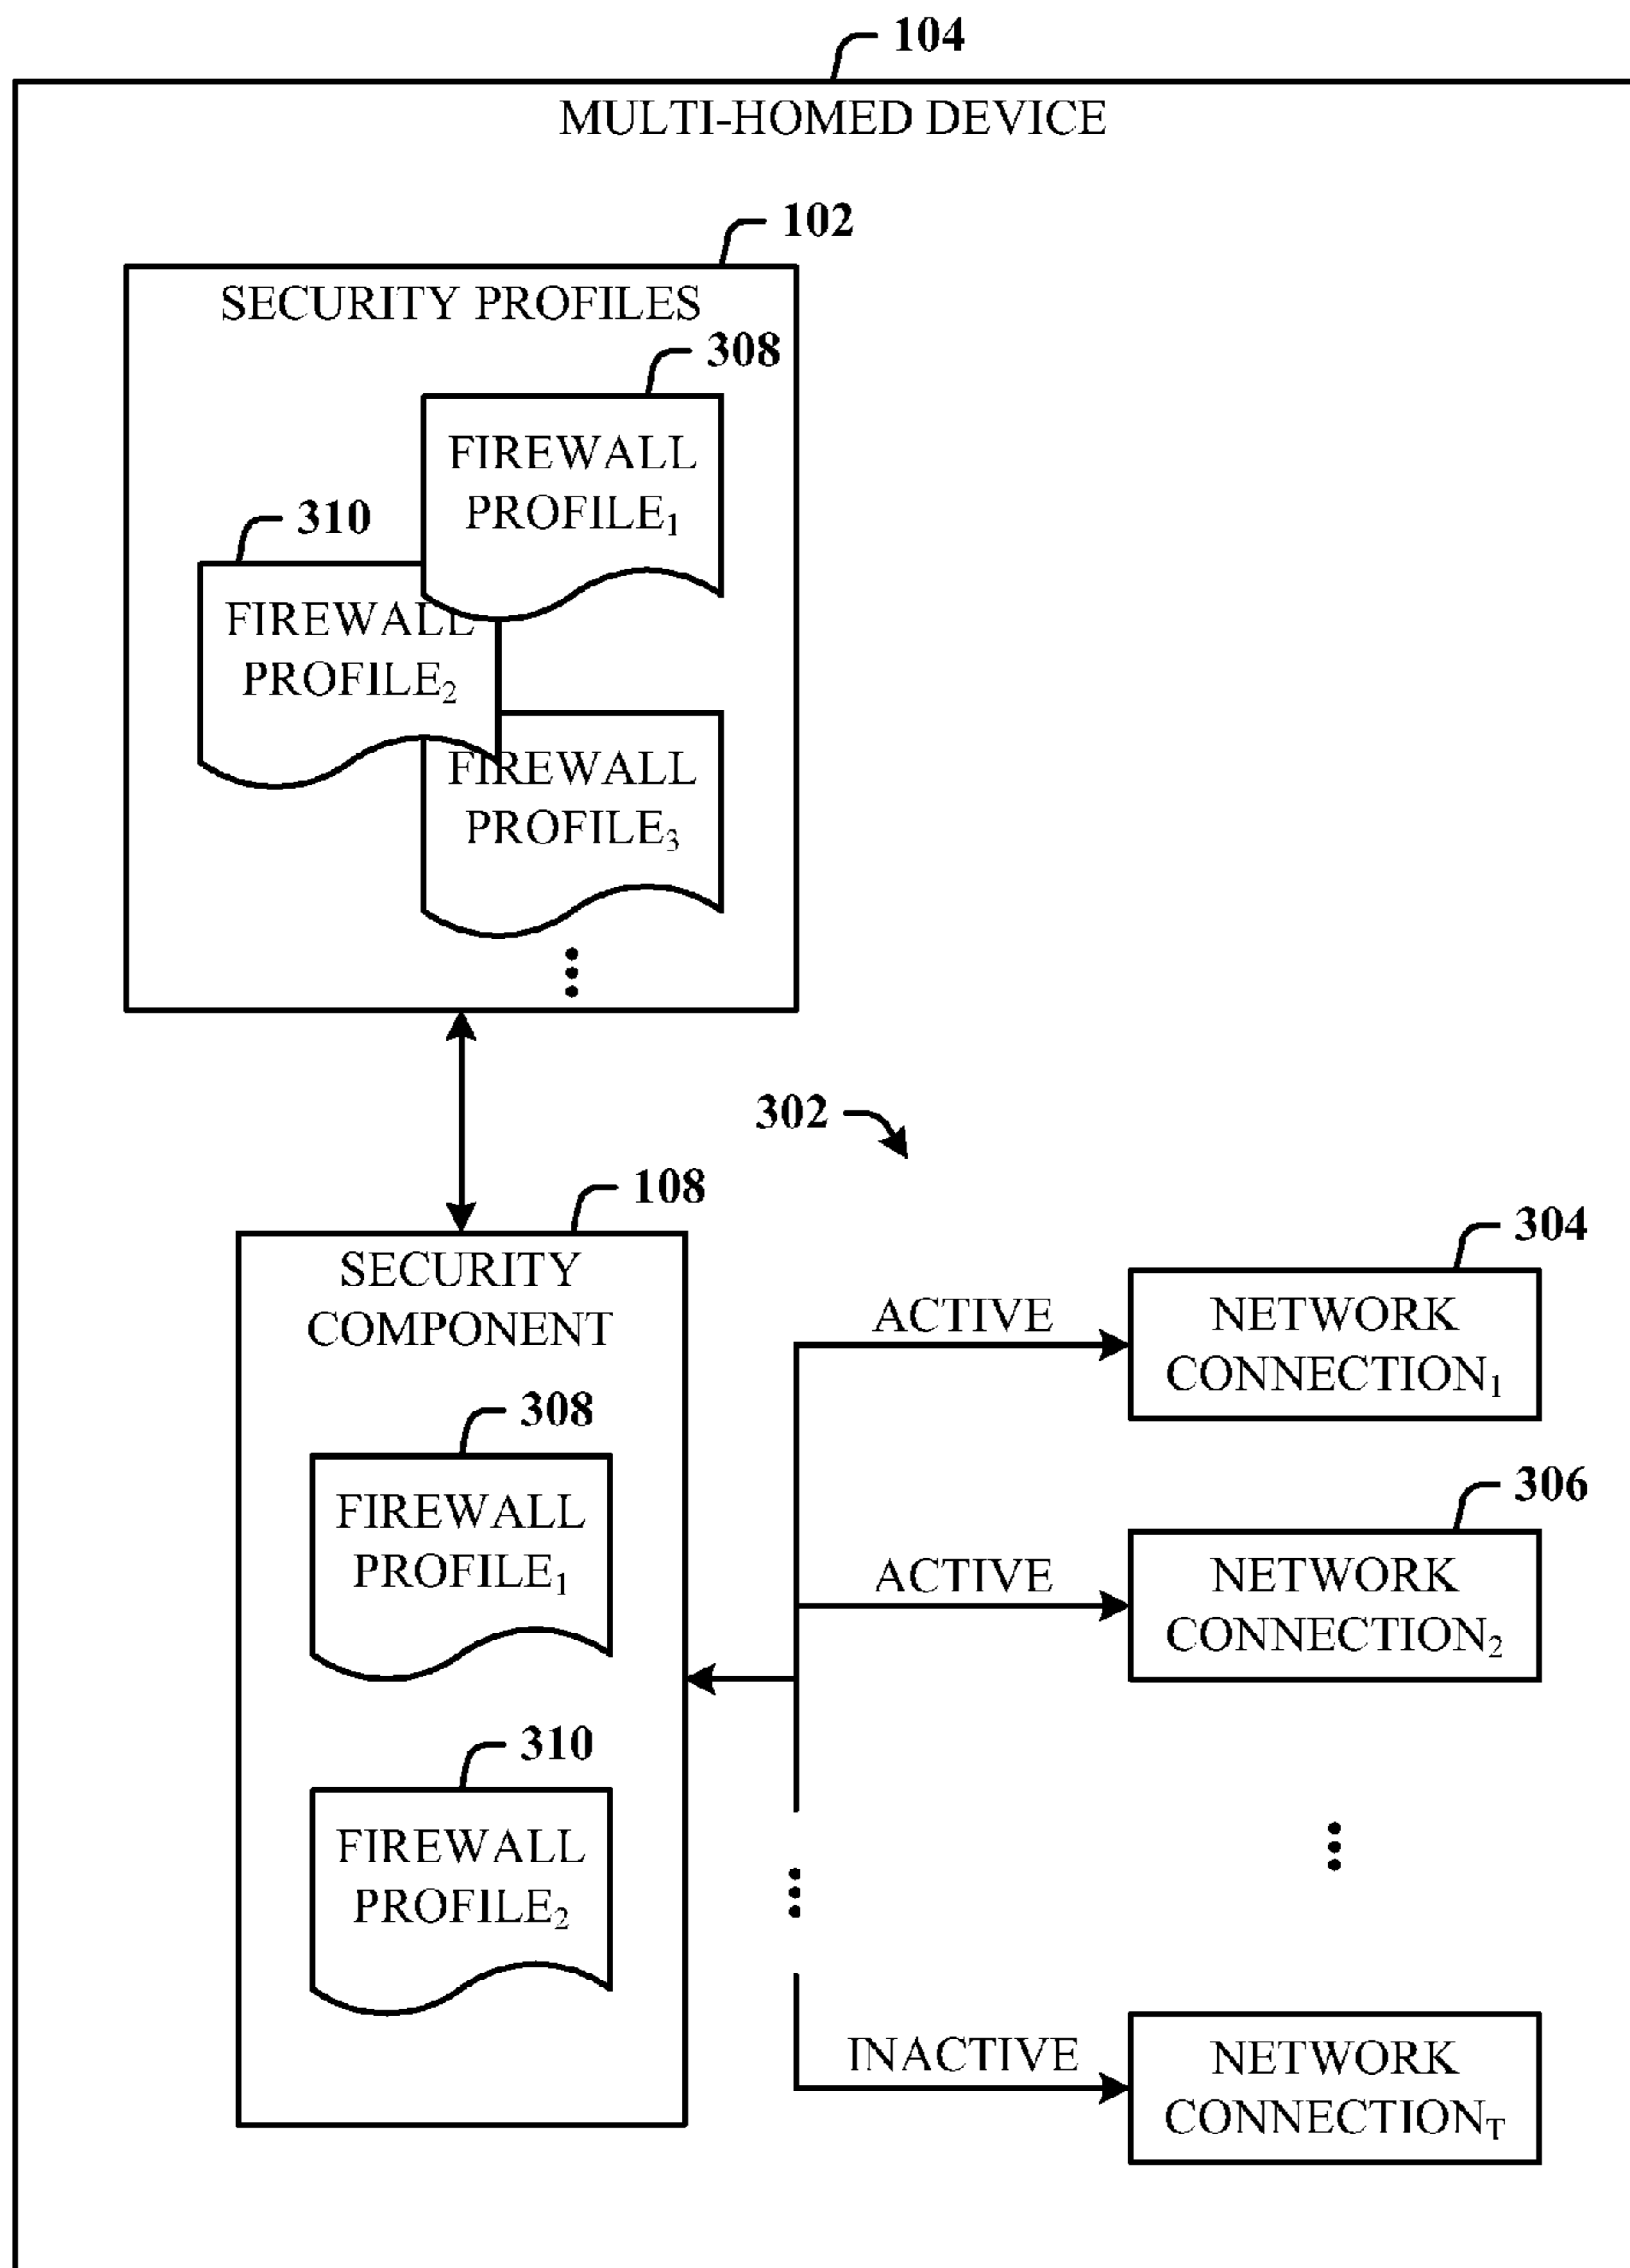 104
MULTI-HOMED DEVICE
102
SECURITY PROFILES
308
FIREWALL
PROFILE₁
310
FIREWALL
PROFILE₂
FIREWALL
PROFILE₃
302
108
SECURITY
COMPONENT
308
FIREWALL
PROFILE₁
310
FIREWALL
PROFILE₂
ACTIVE
304
NETWORK
CONNECTION₁
ACTIVE
306
NETWORK
CONNECTION₂
INACTIVE
NETWORK
CONNECTION_T